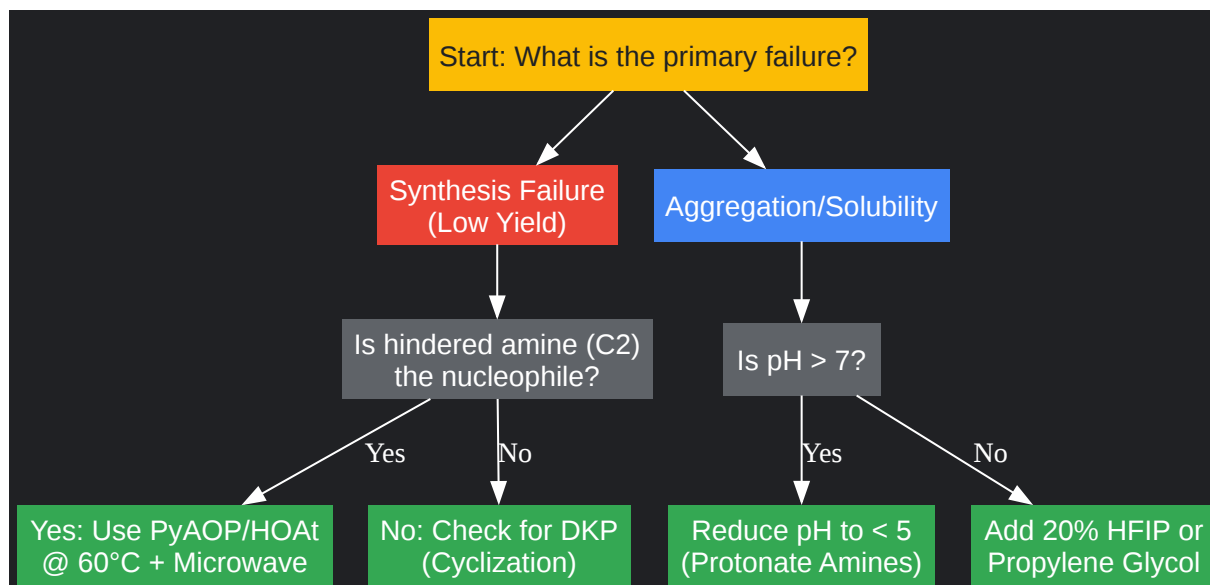 Start: What is the primary failure?
Synthesis Failure
(Low Yield)
Aggregation/Solubility
Is hindered amine (C2)
the nucleophile?
Is pH > 7?
Yes
No
Yes
No
Yes: Use PyAOP/HOAt
@ 60°C + Microwave
No: Check for DKP
(Cyclization)
Reduce pH to < 5
(Protonate Amines)
Add 20% HFIP or
Propylene Glycol